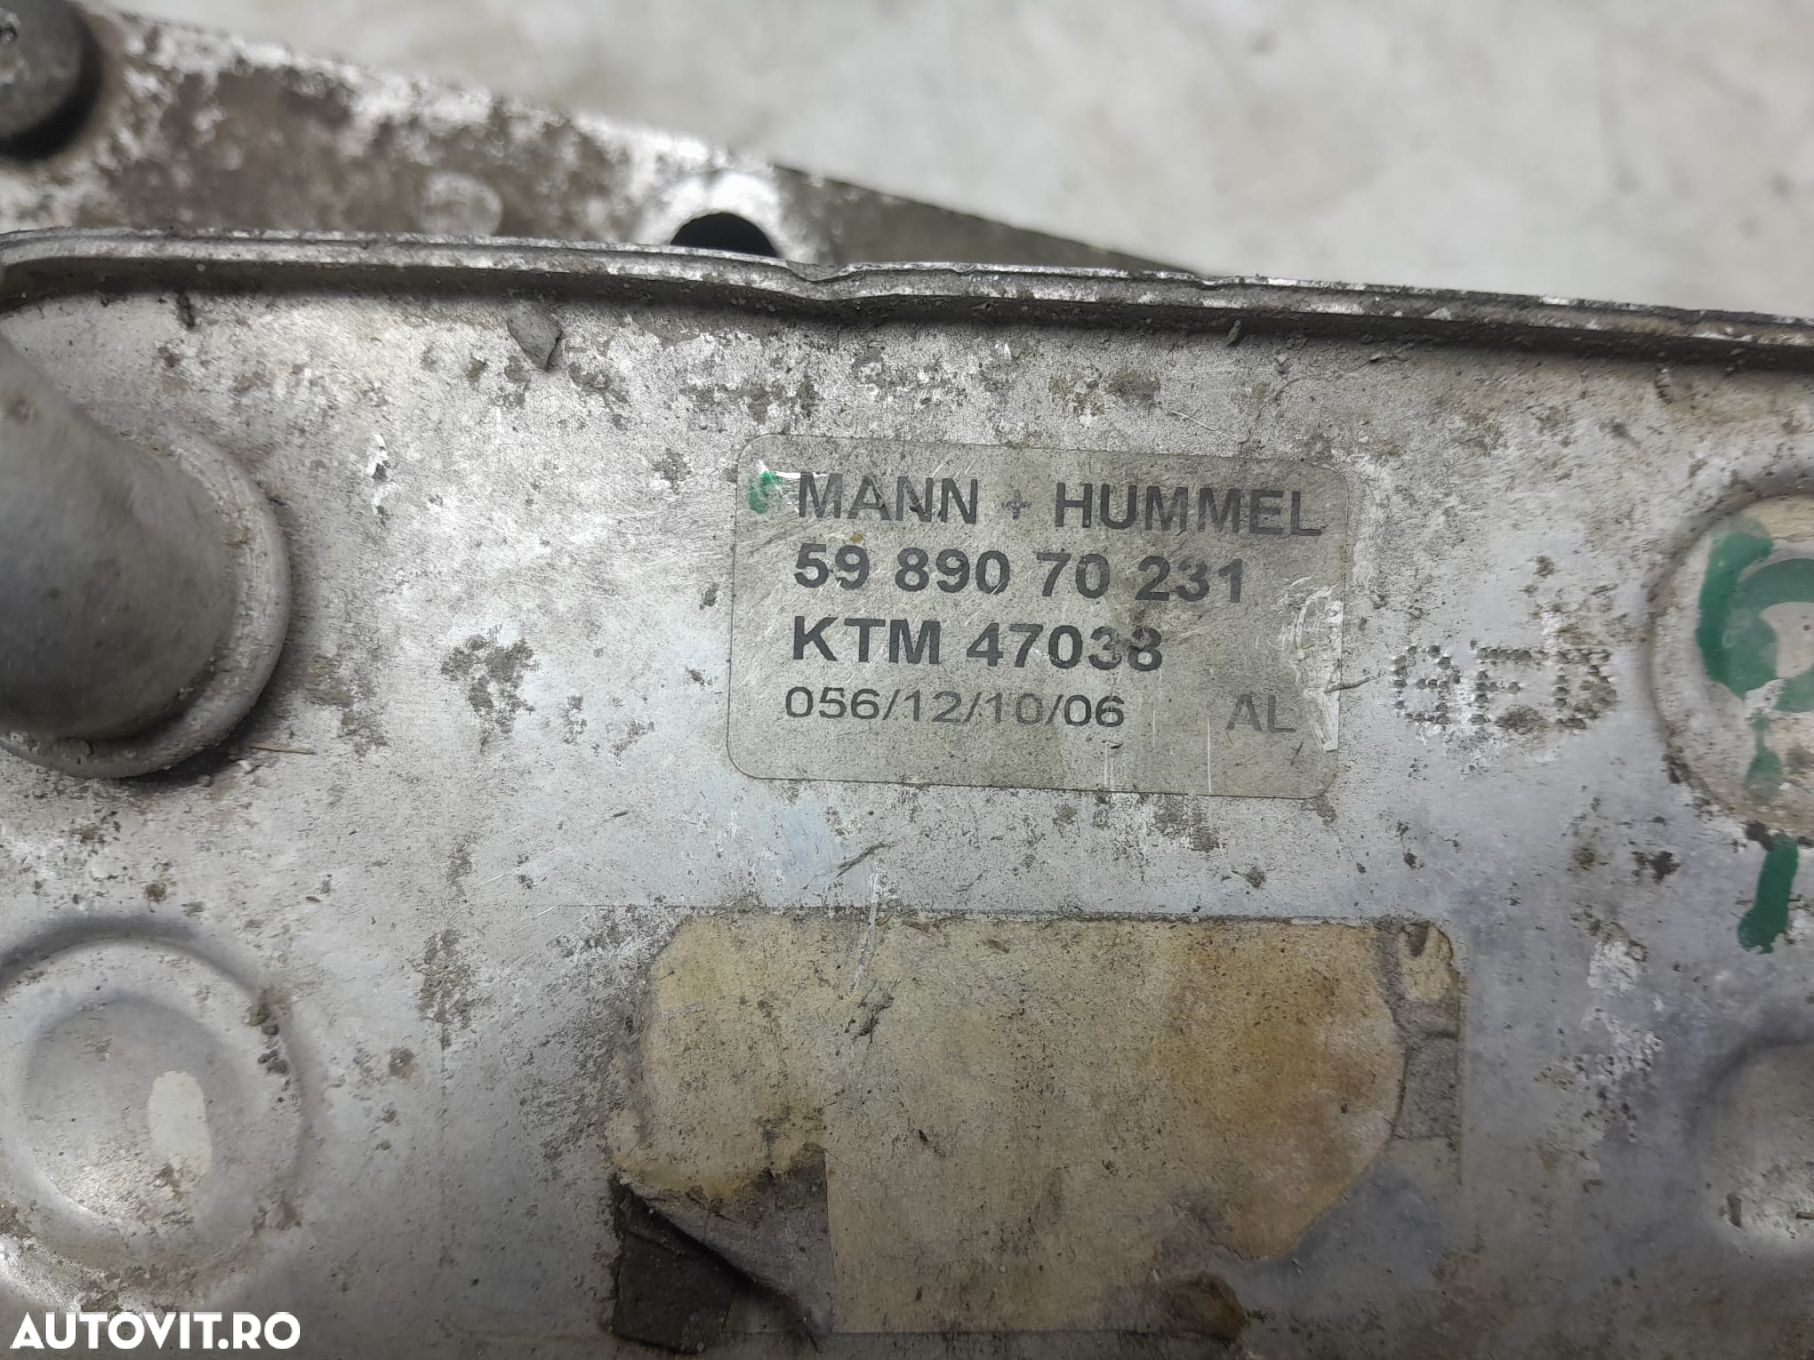 MANN + HUMMEL
59 890 70 231
KTM 47038
056/12/10/06 AL
AUTOVIT.RO